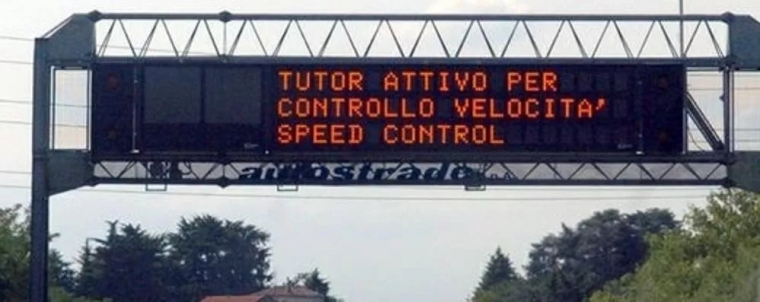 TUTOR ATTIVO PER
CONTROLLO VELOCITA'
SPEED CONTROL
autostrade